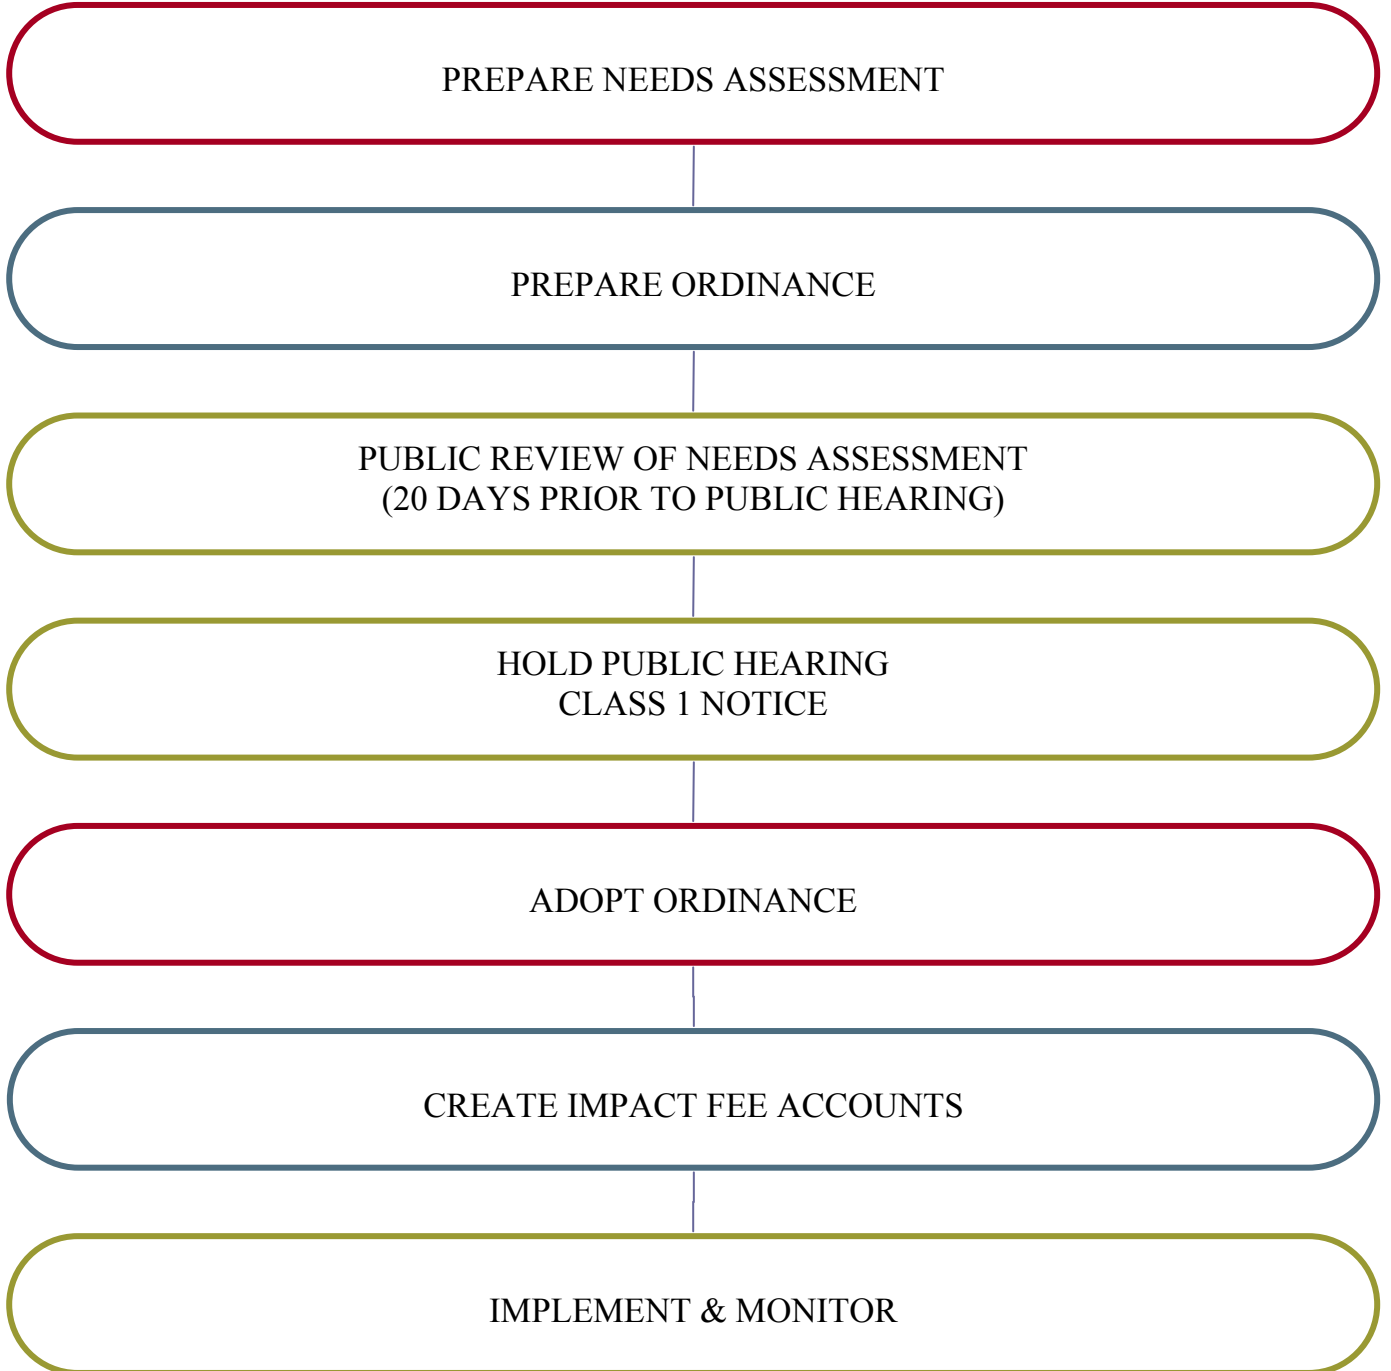 PREPARE NEEDS ASSESSMENT
PREPARE ORDINANCE
PUBLIC REVIEW OF NEEDS ASSESSMENT
(20 DAYS PRIOR TO PUBLIC HEARING)
HOLD PUBLIC HEARING
CLASS 1 NOTICE
ADOPT ORDINANCE
CREATE IMPACT FEE ACCOUNTS
IMPLEMENT & MONITOR